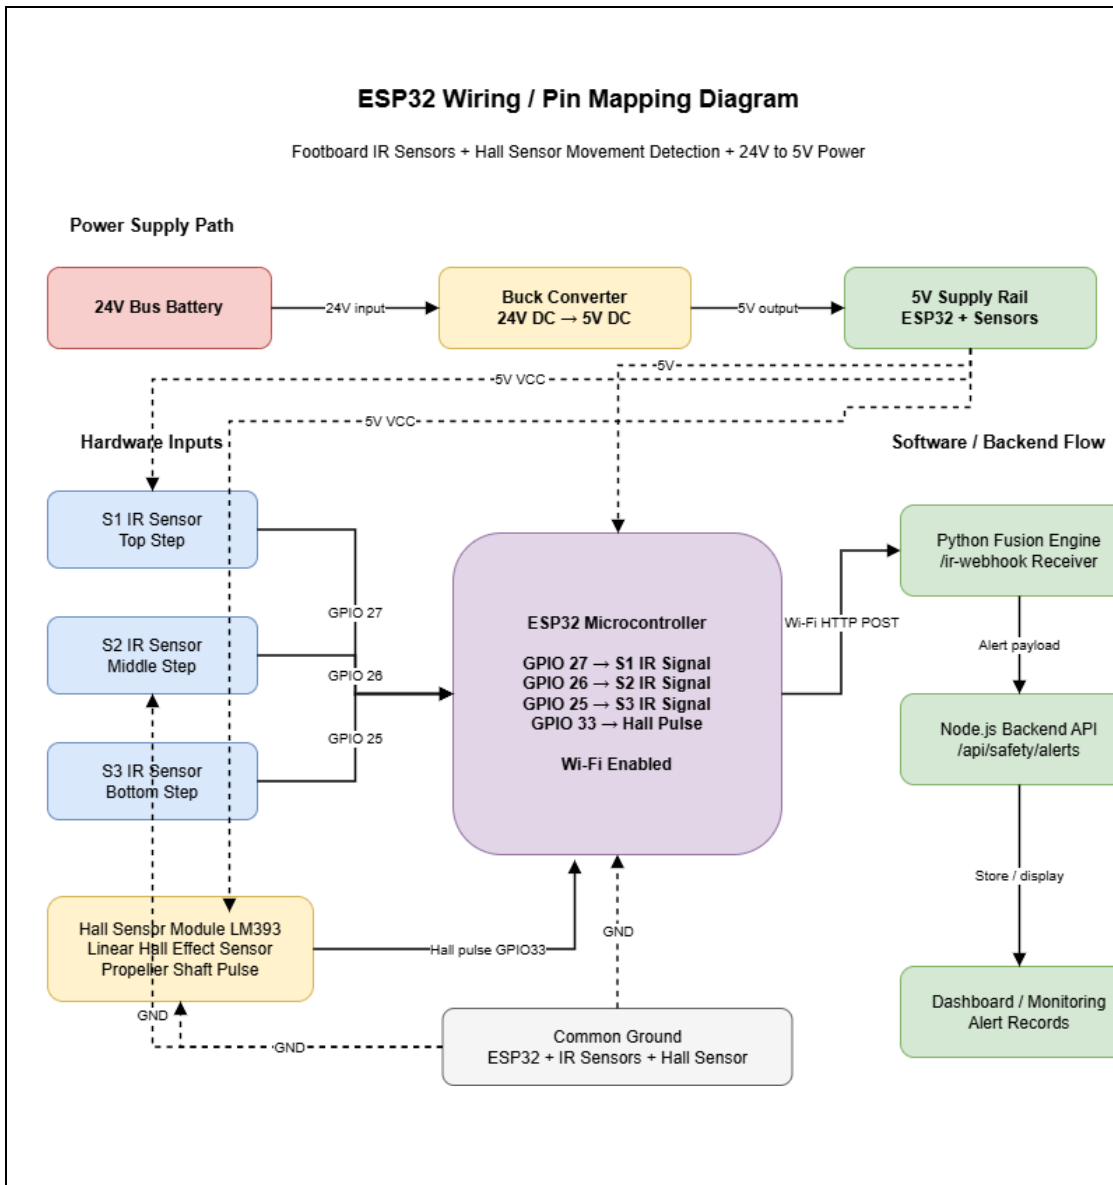 ESP32 Wiring / Pin Mapping Diagram
Footboard IR Sensors + Hall Sensor Movement Detection + 24V to 5V Power
Power Supply Path
24V Bus Battery
24V input
Buck Converter
24V DC → 5V DC
5V output
5V Supply Rail
ESP32 + Sensors
5V
5V VCC
5V VCC
Hardware Inputs
Software / Backend Flow
S1 IR Sensor
Top Step
GPIO 27
S2 IR Sensor
Middle Step
GPIO 26
GPIO 25
S3 IR Sensor
Bottom Step
ESP32 Microcontroller
GPIO 27 → S1 IR Signal
GPIO 26 → S2 IR Signal
GPIO 25 → S3 IR Signal
GPIO 33 → Hall Pulse
Wi-Fi Enabled
Wi-Fi HTTP POST
Python Fusion Engine
/ir-webhook Receiver
Alert payload
Node.js Backend API
/api/safety/alerts
Store / display
Dashboard / Monitoring
Alert Records
Hall Sensor Module LM393
Linear Hall Effect Sensor
Propeller Shaft Pulse
Hall pulse GPIO33
GND
GND
GND
Common Ground
ESP32 + IR Sensors + Hall Sensor